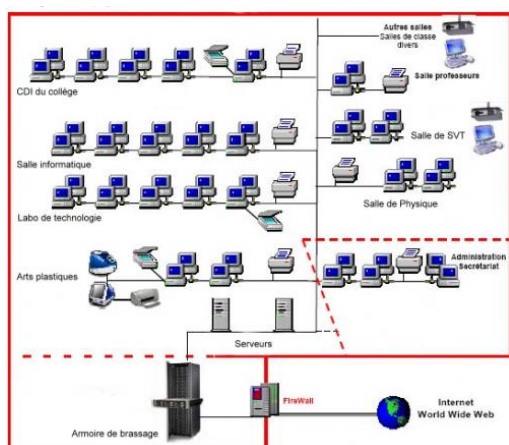 Autres salles
Salles de classe
divers
CDI du collège
Salle professeurs
Salle informatique
Salle de SVT
Labo de technologie
Salle de Physique
Arts plastiques
Administration
Secrétariat
Serveurs
FireWall
Internet
World Wide Web
Armoire de brassage